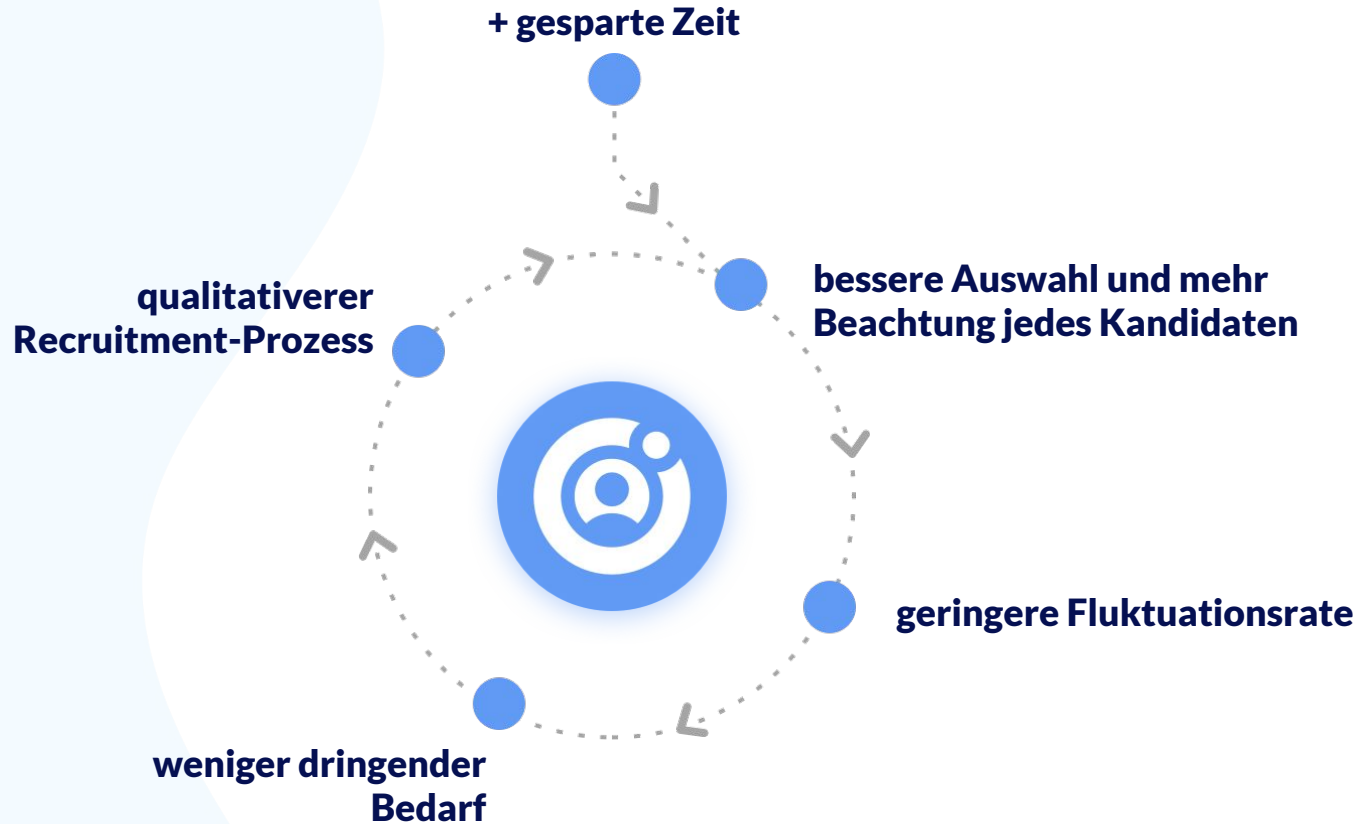 + gesparte Zeit
bessere Auswahl und mehr
Beachtung jedes Kandidaten
geringere Fluktuationsrate
weniger dringender
Bedarf
qualitativerer
Recruitment-Prozess